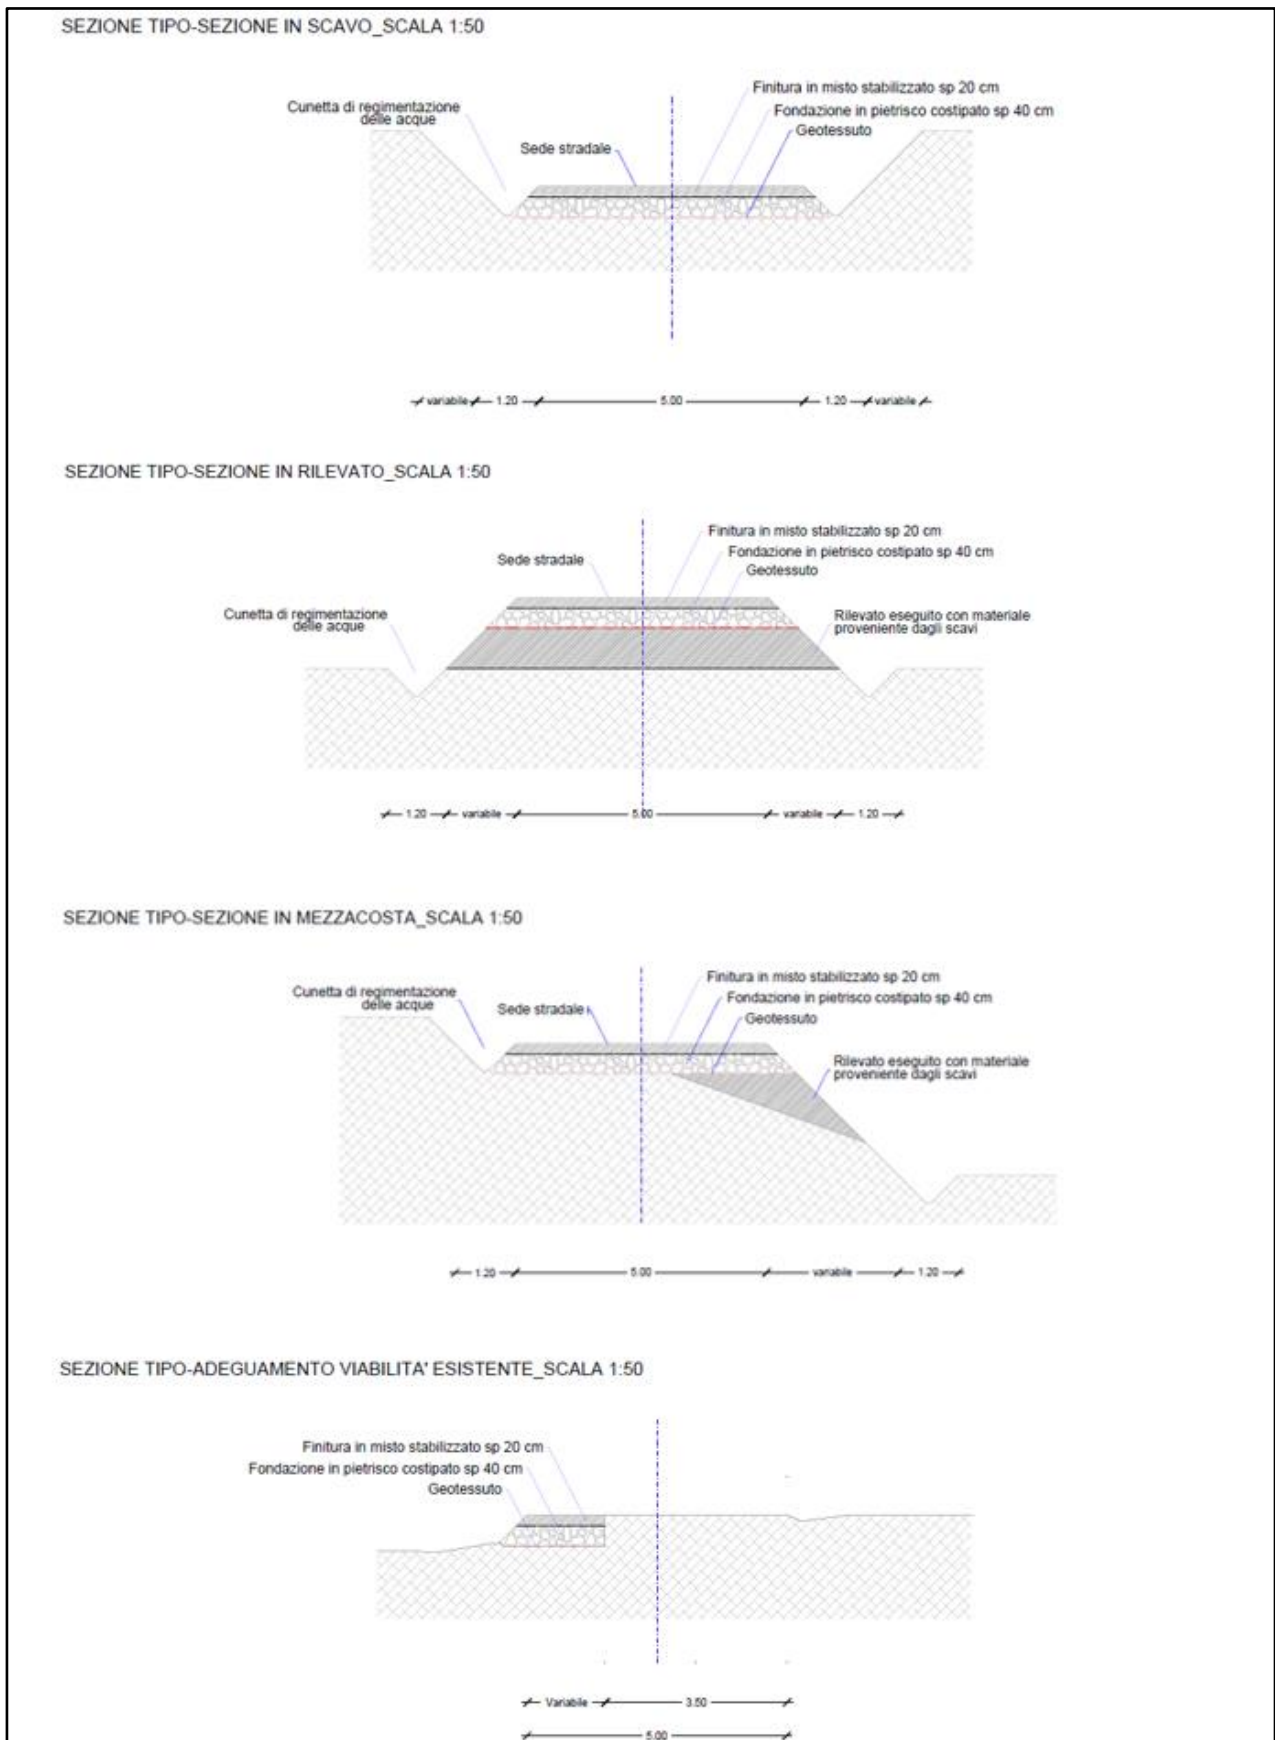 SEZIONE TIPO-SEZIONE IN SCAVO_SCALA 1:50
Finitura in misto stabilizzato sp 20 cm
Cunetta di regimentazione
delle acque
Fondazione in pietrisco costipato sp 40 cm
Geotessuto
Sede stradale
variabile 1.20 5.00 1.20 variabile
SEZIONE TIPO-SEZIONE IN RILEVATO_SCALA 1:50
Finitura in misto stabilizzato sp 20 cm
Fondazione in pietrisco costipato sp 40 cm
Sede stradale
Geotessuto
Cunetta di regimentazione
delle acque
Rilevato eseguito con materiale
proveniente dagli scavi
1.20 variabile 5.00 variabile 1.20
SEZIONE TIPO-SEZIONE IN MEZZACOSTA_SCALA 1:50
Finitura in misto stabilizzato sp 20 cm
Cunetta di regimentazione
delle acque
Fondazione in pietrisco costipato sp 40 cm
Sede stradale
Geotessuto
Rilevato eseguito con materiale
proveniente dagli scavi
1.20 5.00 variabile 1.20
SEZIONE TIPO-ADEGUAMENTO VIABILITA' ESISTENTE_SCALA 1:50
Finitura in misto stabilizzato sp 20 cm
Fondazione in pietrisco costipato sp 40 cm
Geotessuto
Variabile 3.50
5.00